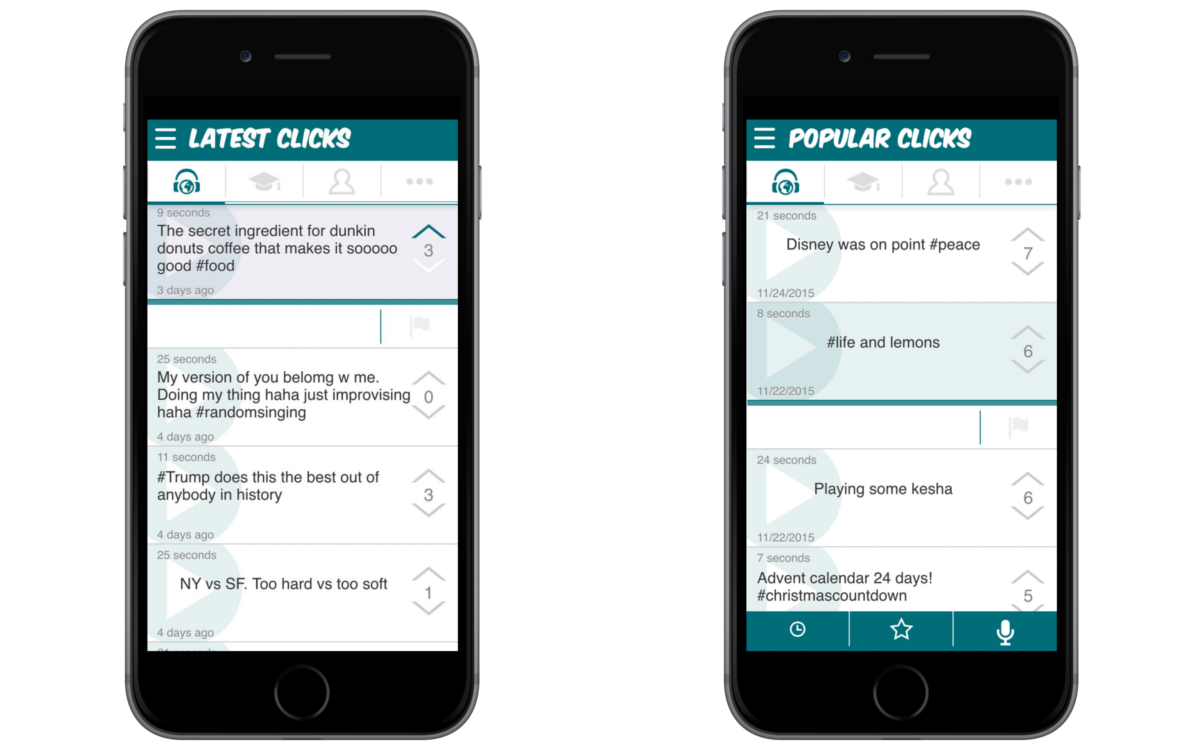 LATEST CLICKS
9 seconds
The secret ingredient for dunkin
donuts coffee that makes it sooooo
good #food
3
3 days ago
25 seconds
My version of you belomg w me.
Doing my thing haha just improvising
haha #randomsinging
0
4 days ago
11 seconds
#Trump does this the best out of
anybody in history
3
4 days ago
25 seconds
NY vs SF. Too hard vs too soft
1
4 days ago
POPULAR CLICKS
21 seconds
Disney was on point #peace
7
11/24/2015
8 seconds
#life and lemons
6
11/22/2015
24 seconds
Playing some kesha
6
11/22/2015
7 seconds
Advent calendar 24 days!
#christmascountdown
5